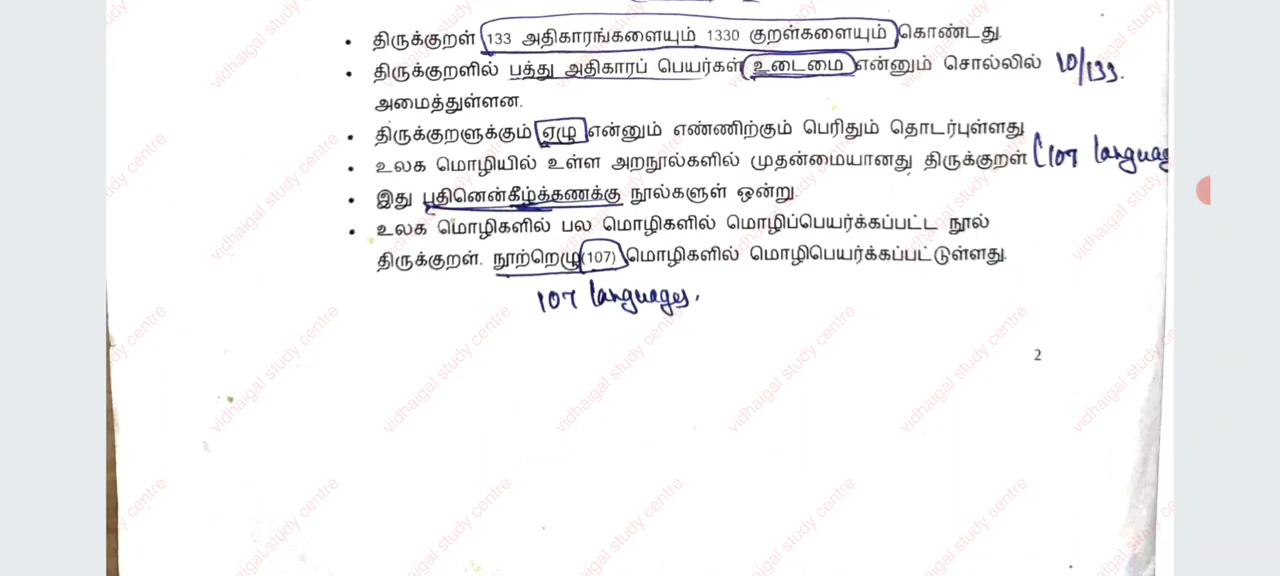 • திருக்குறள் 133 அதிகாரங்களையும் 1330 குறள்களையும் கொண்டது.
• திருக்குறளில் பத்து அதிகாரப் பெயர்கள் உடைமை என்னும் சொல்லில் 10/133.
அமைத்துள்ளன.
• திருக்குறளுக்கும் ஏழு என்னும் எண்ணிற்கும் பெரிதும் தொடர்புள்ளது
• உலக மொழியில் உள்ள அறநூல்களில் முதன்மையானது திருக்குறள் (107 languag
• இது பதினென்கீழ்க்கணக்கு நூல்களுள் ஒன்று.
• உலக மொழிகளில் பல மொழிகளில் மொழிப்பெயர்க்கப்பட்ட நூல்
திருக்குறள். நூற்றெழு(107) மொழிகளில் மொழிபெயர்க்கப்பட்டுள்ளது.
107 languages.
2
vidhaigal study centre